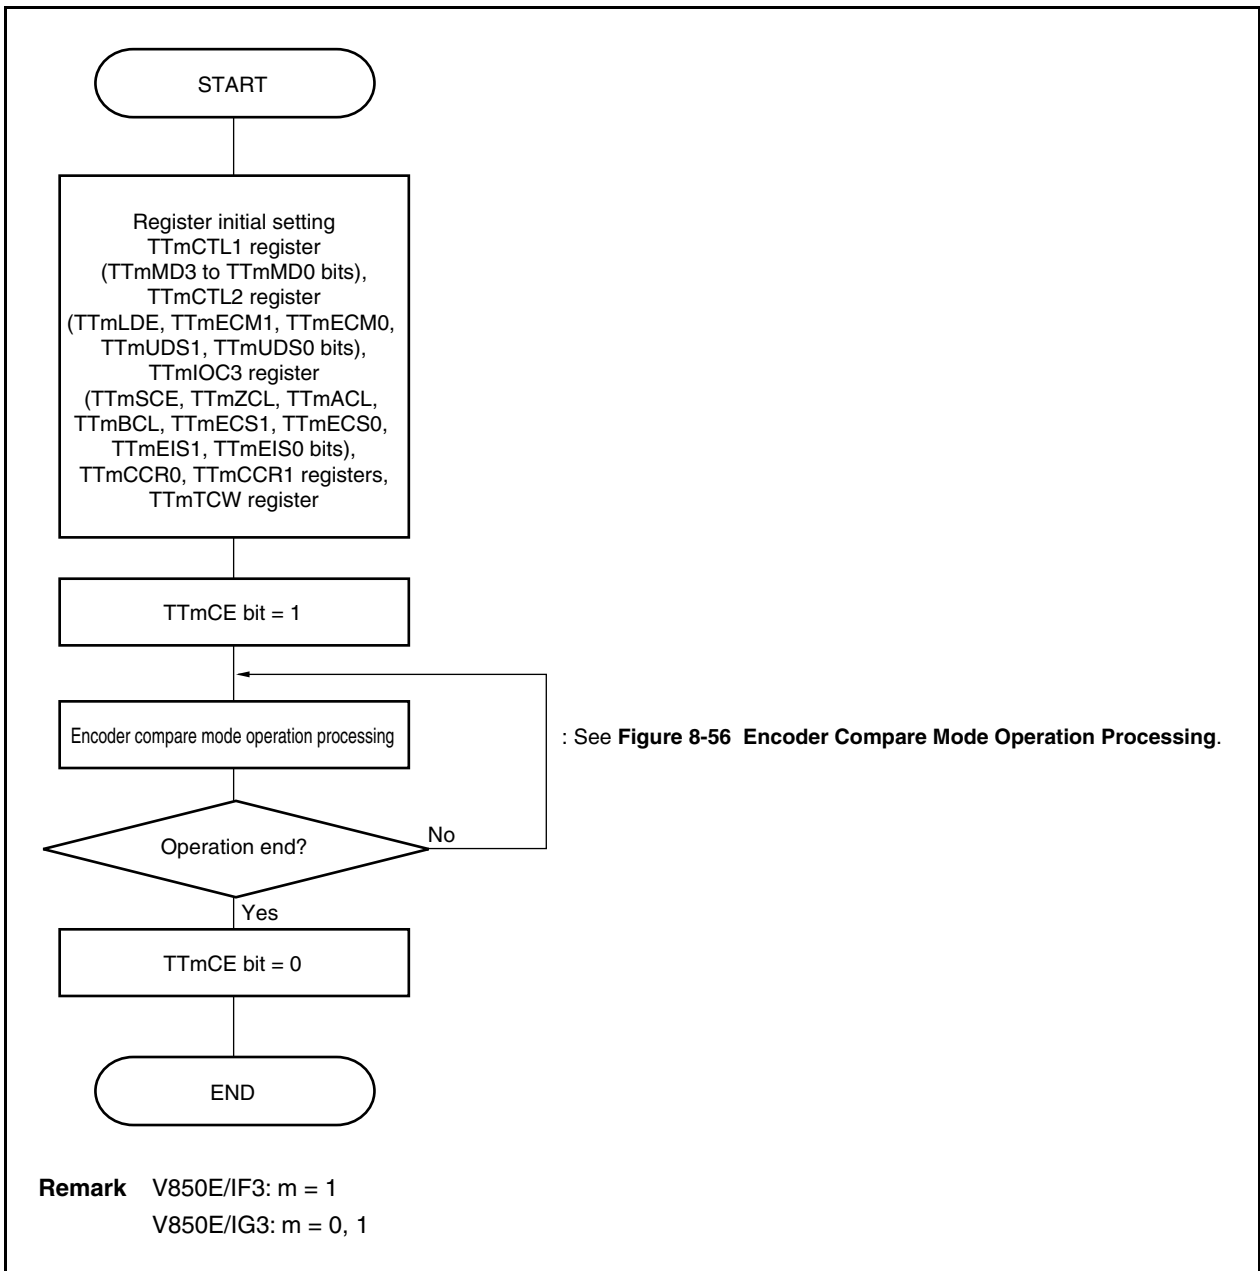 START
Register initial setting
TTmCTL1 register
(TTmMD3 to TTmMD0 bits),
TTmCTL2 register
(TTmLDE, TTmECM1, TTmECM0,
TTmUDS1, TTmUDS0 bits),
TTmIOC3 register
(TTmSCE, TTmZCL, TTmACL,
TTmBCL, TTmECS1, TTmECS0,
TTmEIS1, TTmEIS0 bits),
TTmCCR0, TTmCCR1 registers,
TTmTCW register
TTmCE bit = 1
Encoder compare mode operation processing
: See Figure 8-56 Encoder Compare Mode Operation Processing.
Operation end?
No
Yes
TTmCE bit = 0
END
Remark V850E/IF3: m = 1
V850E/IG3: m = 0, 1